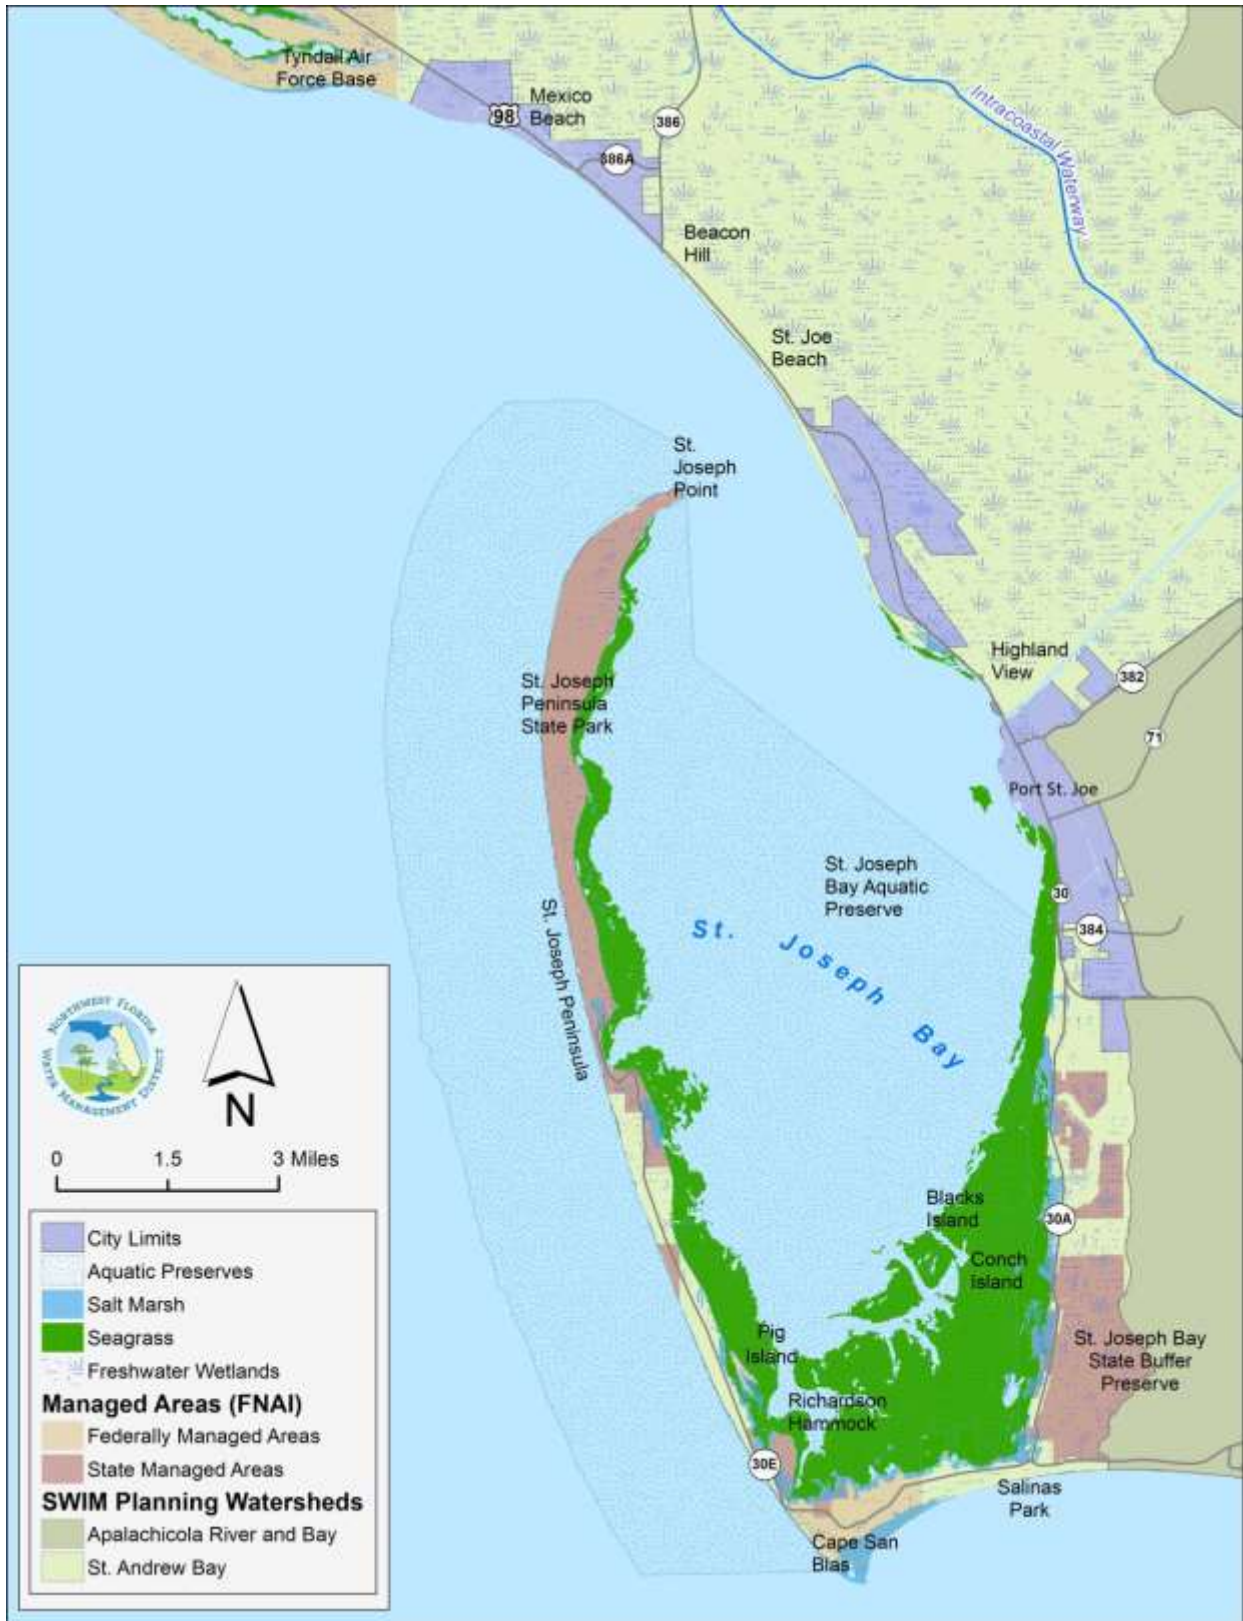 Tyndall Air
Force Base
Mexico
Beach
98
386
386A
Intracoastal Waterway
Beacon
Hill
St. Joe
Beach
St.
Joseph
Point
Highland
View
382
St. Joseph
Peninsula
State Park
71
Port St. Joe
St. Joseph
Bay Aquatic
Preserve
30
384
St. Joseph Peninsula
St. Joseph Bay
Blacks
Island
30A
Conch
Island
Pig
Island
St. Joseph Bay
State Buffer
Preserve
Richardson
Hammock
30E
Salinas
Park
Cape San
Blas
NORTHWEST FLORIDA
WATER MANAGEMENT DISTRICT
N
0 1.5 3 Miles
City Limits
Aquatic Preserves
Salt Marsh
Seagrass
Freshwater Wetlands
Managed Areas (FNAI)
Federally Managed Areas
State Managed Areas
SWIM Planning Watersheds
Apalachicola River and Bay
St. Andrew Bay